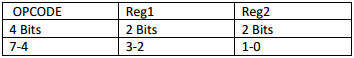 OPCODE Reg1 Reg2
4 Bits 2 Bits 2 Bits
7-4 3-2 1-0